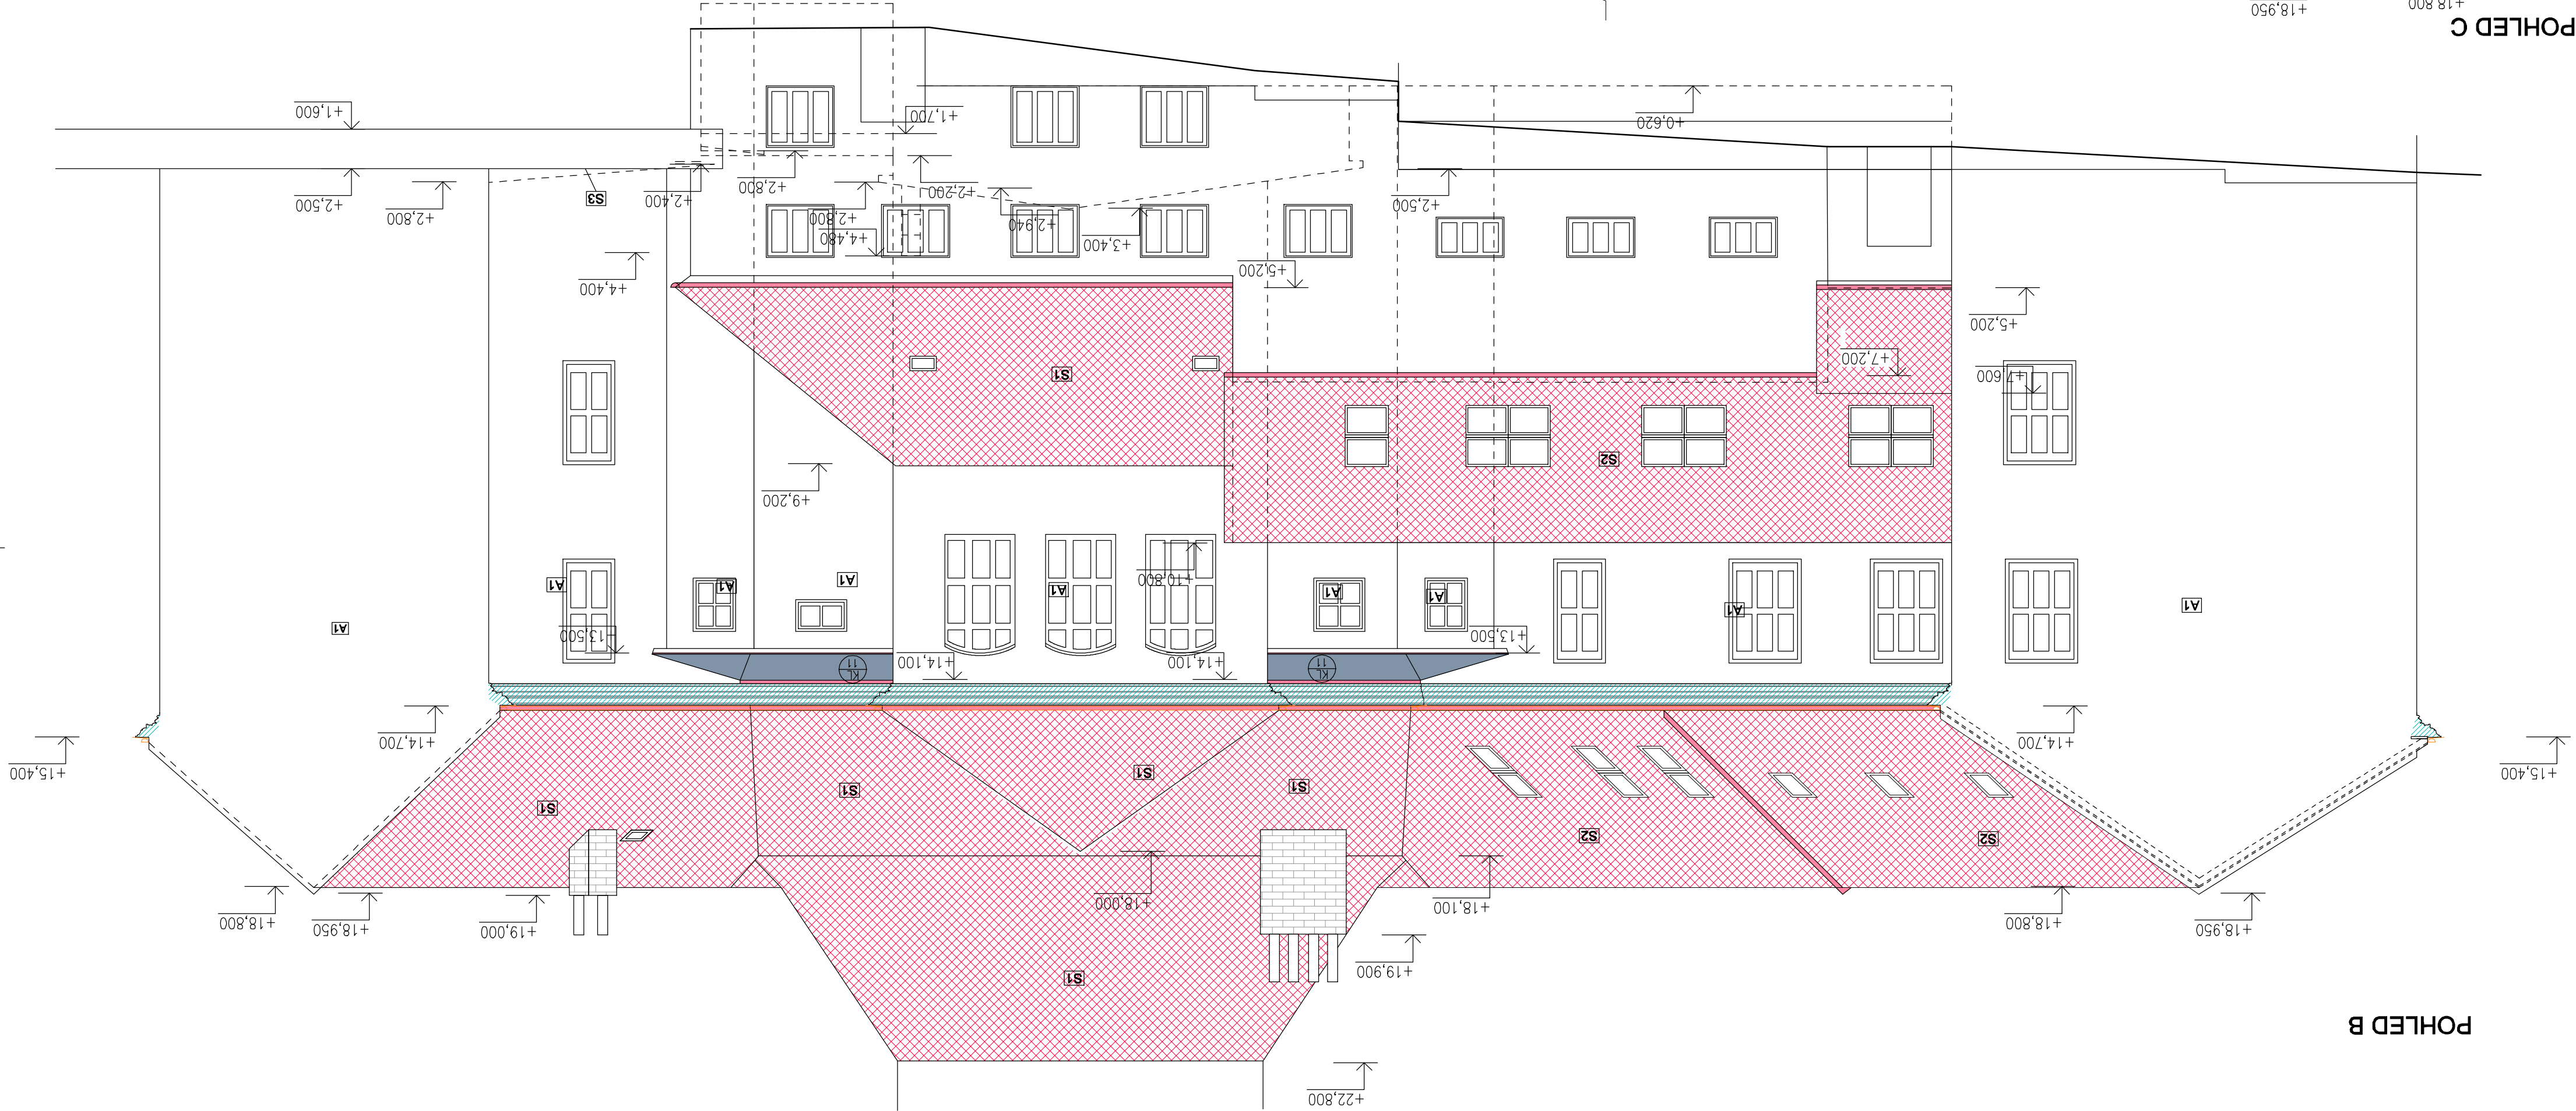 +22,800
POHLED B
S1
+19,900
+18,950
+18,800
+19,000
+18,950
+18,800
+18,100
+18,000
S2
S2
S1
S1
S1
+15,400
S1
+15,400
+14,700
+14,700
KL
11
+14,100
KL
11
+14,100
+13,500
+13,500
A1
A1
A1
A1
A1
A1
A1
A1
A1
+10,800
+9,200
S2
S1
+7,600
+7,200
+5,200
+4,400
+5,200
+3,400
+4,480
+2,940
+2,800
+2,800
+2,500
+2,400
S3
+2,500
+2,200
+2,800
+0,620
+1,700
+1,600
POHLED C
+18,800
+18,950